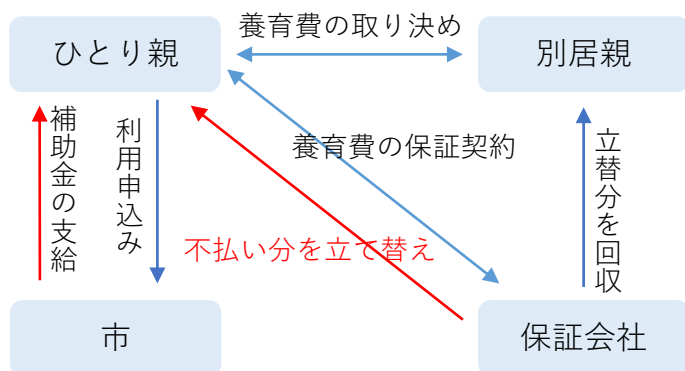 養育費の取り決め
ひとり親
別居親
補助金の支給
利用申込み
養育費の保証契約
立替分を回収
不払い分を立て替え
市
保証会社